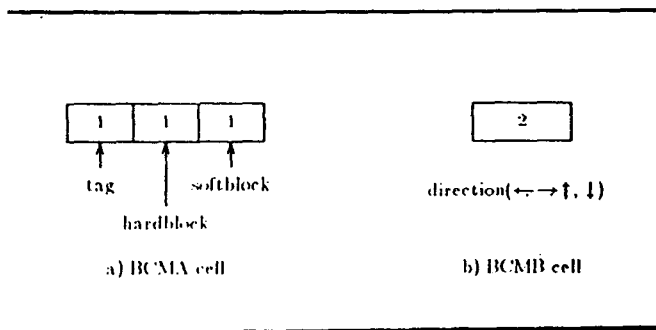 1 1 1
2
tag
softblock
direction(← → ↑, ↓)
hardblock
a) BCMA cell
b) BCMB cell